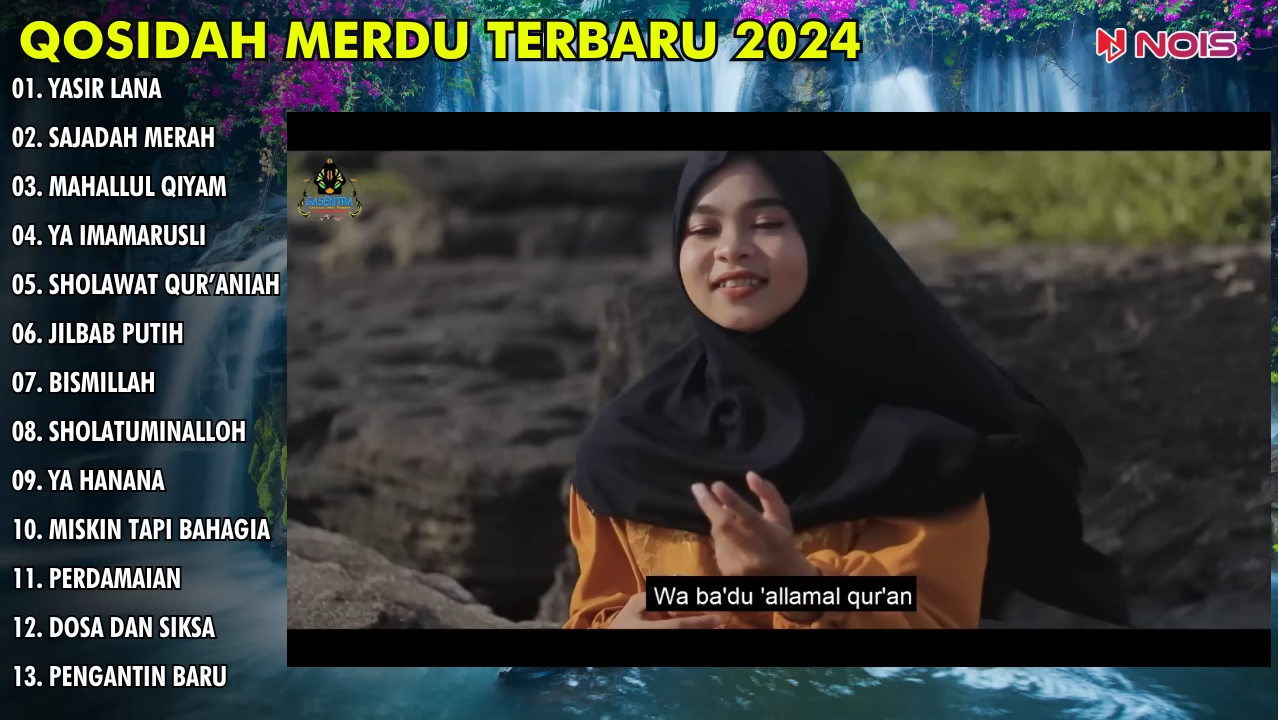 QOSIDAH MERDU TERBARU 2024
NOIS
01. YASIR LANA
02. SAJADAH MERAH
03. MAHALLUL QIYAM
04. YA IMAMARUSLI
05. SHOLAWAT QUR'ANIAH
06. JILBAB PUTIH
07. BISMILLAH
08. SHOLATUMINALLOH
09. YA HANANA
10. MISKIN TAPI BAHAGIA
11. PERDAMAIAN
12. DOSA DAN SIKSA
13. PENGANTIN BARU
SASENTRA
Wa ba'du 'allamal qur'an